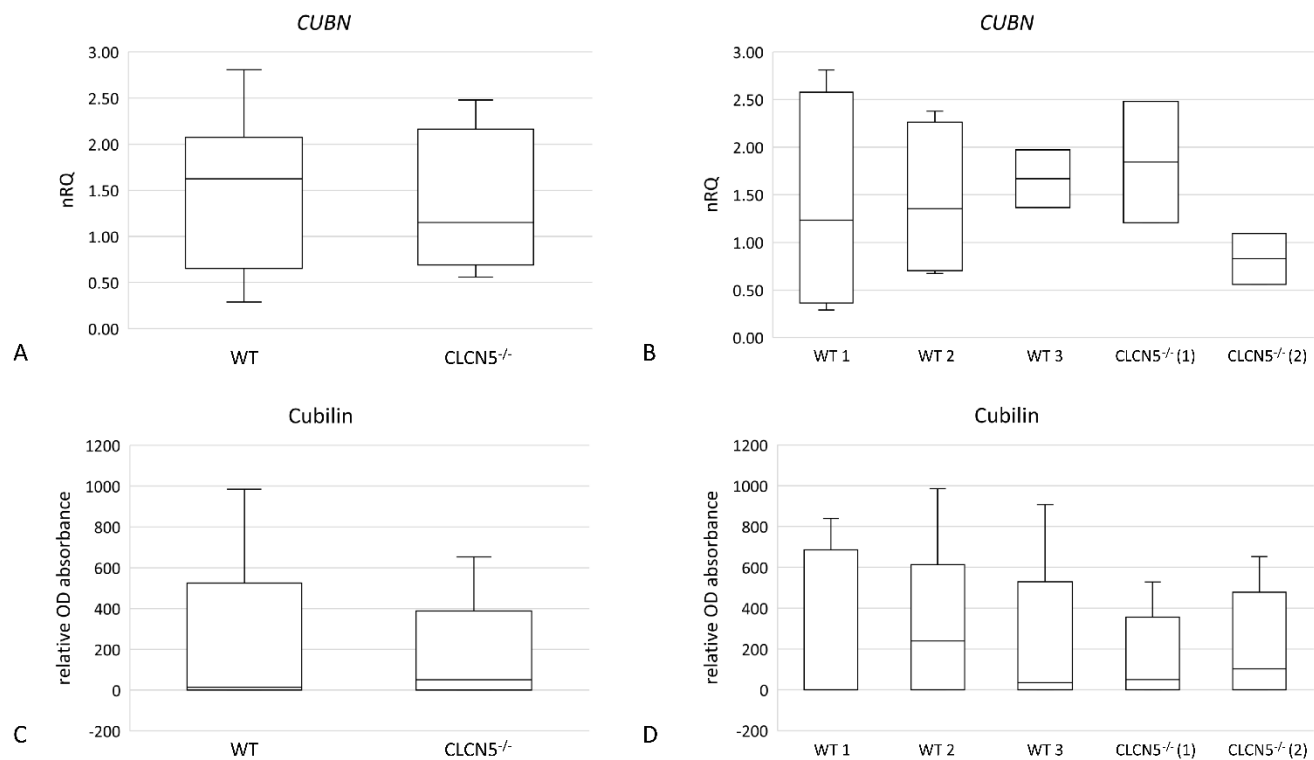 CUBN
3.00
2.50
2.00
1.50
1.00
0.50
0.00
nRQ
WT
CLCN5⁻/⁻
A
CUBN
3.00
2.50
2.00
1.50
1.00
0.50
0.00
nRQ
WT 1
WT 2
WT 3
CLCN5⁻/⁻ (1)
CLCN5⁻/⁻ (2)
B
Cubilin
1200
1000
800
600
400
200
0
-200
relative OD absorbance
WT
CLCN5⁻/⁻
C
Cubilin
1200
1000
800
600
400
200
0
-200
relative OD absorbance
WT 1
WT 2
WT 3
CLCN5⁻/⁻ (1)
CLCN5⁻/⁻ (2)
D